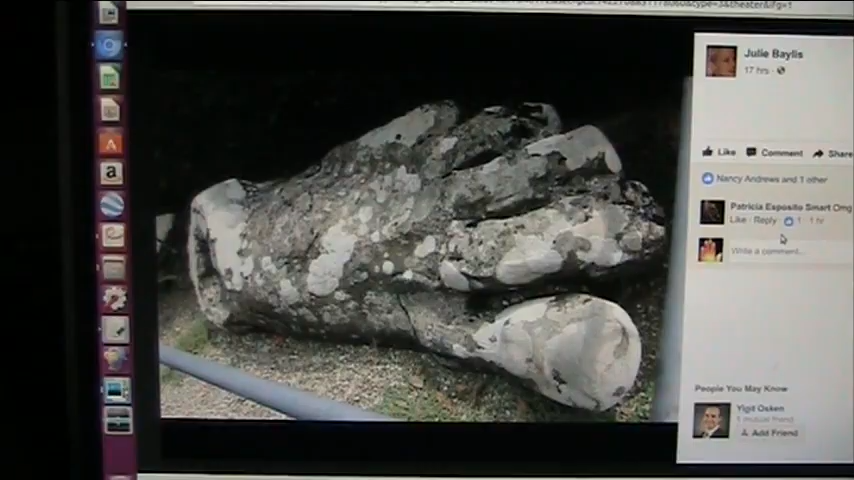 Julie Baylis
17 hrs ·
Like Comment Share
Nancy Andrews and 1 other
Patricia Esposito Smart Omg
Like · Reply · 1 · 1 hr
Write a comment...
People You May Know
Yigit Osken
1 mutual friend
Add Friend
a